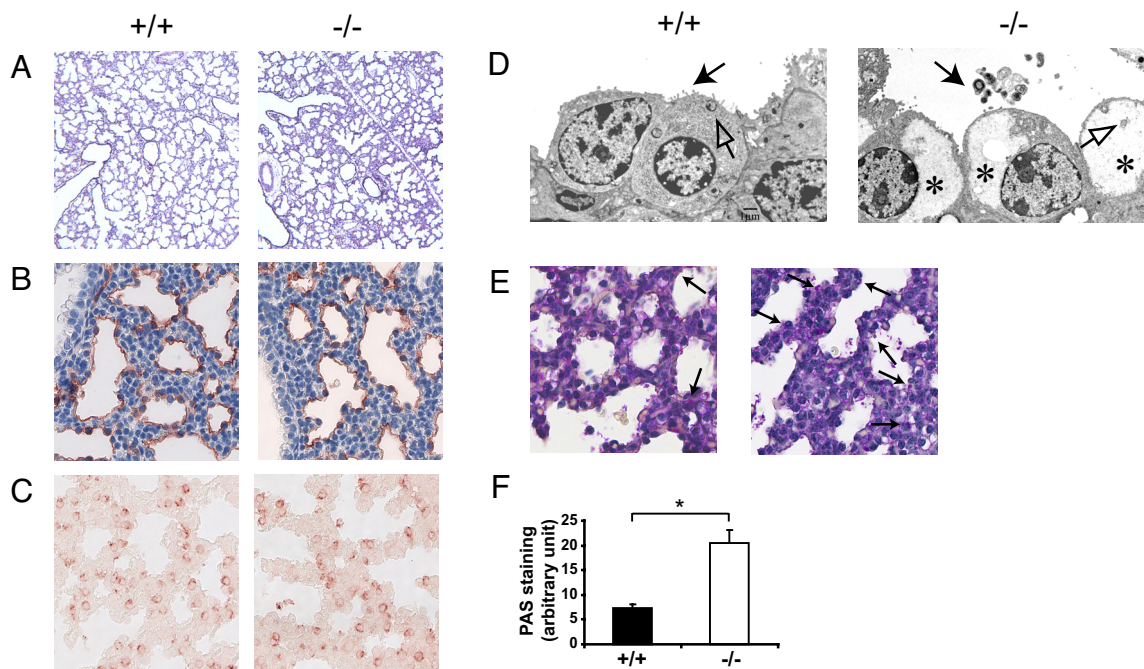 +/+ -/- +/+ -/-
A
D
1µm
* * *
B
E
C
F
*
PAS staining
(arbitrary unit)
25
20
15
10
5
0
+/+ -/-